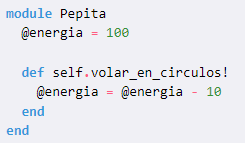 module Pepita
  @energia = 100

  def self.volar_en_circulos!
    @energia = @energia - 10
  end
end